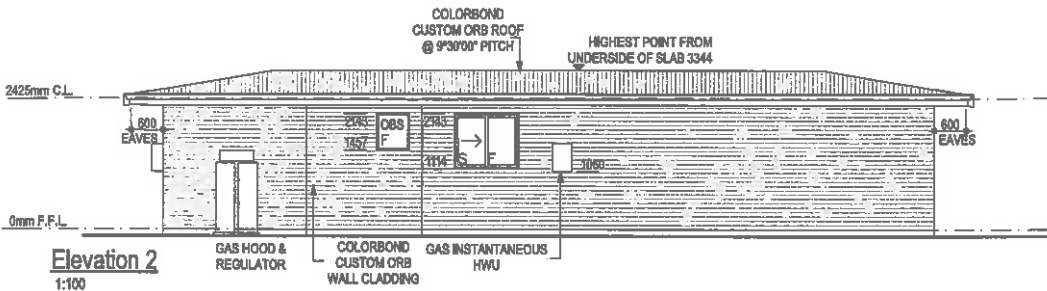 COLORBOND
CUSTOM ORB ROOF
@ 9°30'00" PITCH
HIGHEST POINT FROM
UNDERSIDE OF SLAB 3344
2425mm C.L.
600
EAVES
2143
OBS
F
1457
2143
1114
S
F
1060
600
EAVES
0mm F.F.L.
Elevation 2
1:100
GAS HOOD &
REGULATOR
COLORBOND
CUSTOM ORB
WALL CLADDING
GAS INSTANTANEOUS
HWU